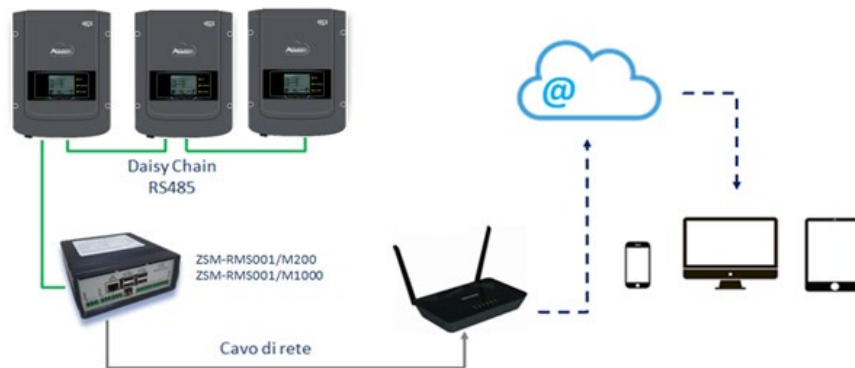 Daisy Chain
RS485
@
ZSM-RMS001/M200
ZSM-RMS001/M1000
Cavo di rete